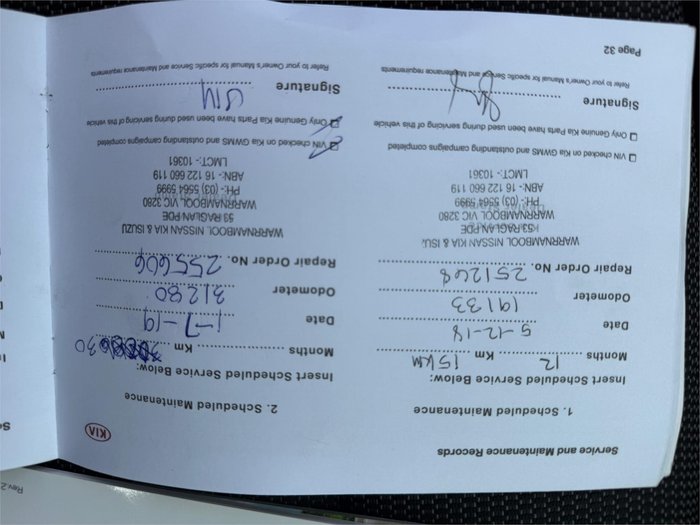 Service and Maintenance Records
KIA
1. Scheduled Maintenance
Insert Scheduled Service Below:
Months 12 Km 15 KM
Date 5-12-18
Odometer 19133
Repair Order No. 251248
WARRNAMBOOL NISSAN KIA & ISU
53 RAGLAN PDE
WARRNAMBOOL VIC 3280
PH:- (03) 5564 5999
ABN:- 16 122 660 119
LMCT:- 10361
☐ VIN checked on Kia GWMS and outstanding campaigns completed
☐ Only Genuine Kia Parts have been used during servicing of this vehicle
Signature
Refer to your Owner's Manual for specific Service and Maintenance requirements
Page 32
2. Scheduled Maintenance
Insert Scheduled Service Below:
Months Km 30
Date 1-7-19
Odometer 31280
Repair Order No. 255606
WARRNAMBOOL NISSAN & KIA ISUZU
53 RAGLAN PDE
WARRNAMBOOL VIC 3280
PH:- (03) 5564 5999
ABN:- 16 122 660 119
LMCT:- 10361
☑ VIN checked on Kia GWMS and outstanding campaigns completed
☑ Only Genuine Kia Parts have been used during servicing of this vehicle
Signature
Refer to your Owner's Manual for specific Service and Maintenance requirements
Rev.2